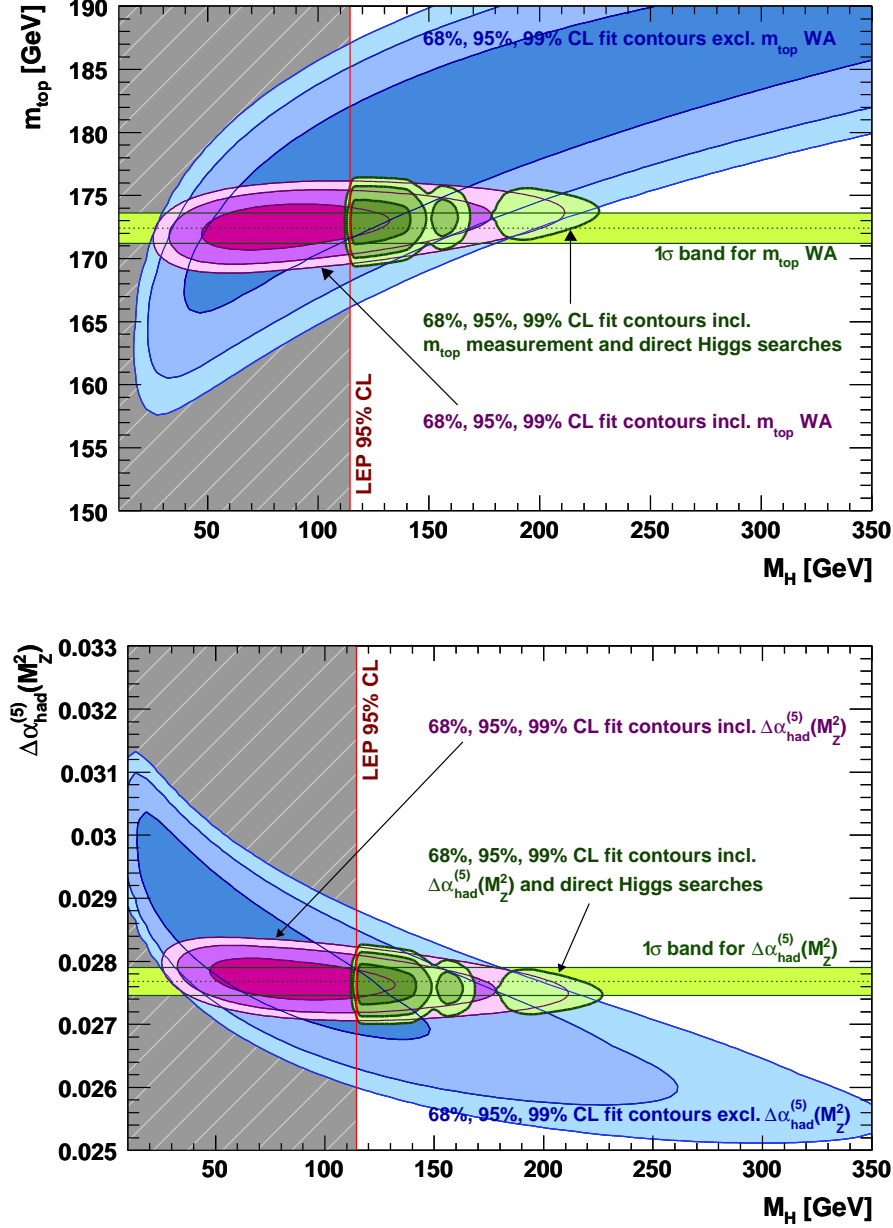 m_top [GeV]
190
185
180
175
170
165
160
155
150
68%, 95%, 99% CL fit contours excl. m_top WA
1σ band for m_top WA
68%, 95%, 99% CL fit contours incl.
m_top measurement and direct Higgs searches
68%, 95%, 99% CL fit contours incl. m_top WA
LEP 95% CL
50 100 150 200 250 300 350
M_H [GeV]
Δα_had^(5)(M_Z^2)
0.033
0.032
0.031
0.03
0.029
0.028
0.027
0.026
0.025
LEP 95% CL
68%, 95%, 99% CL fit contours incl. Δα_had^(5)(M_Z^2)
68%, 95%, 99% CL fit contours incl.
Δα_had^(5)(M_Z^2) and direct Higgs searches
1σ band for Δα_had^(5)(M_Z^2)
68%, 95%, 99% CL fit contours excl. Δα_had^(5)(M_Z^2)
50 100 150 200 250 300 350
M_H [GeV]